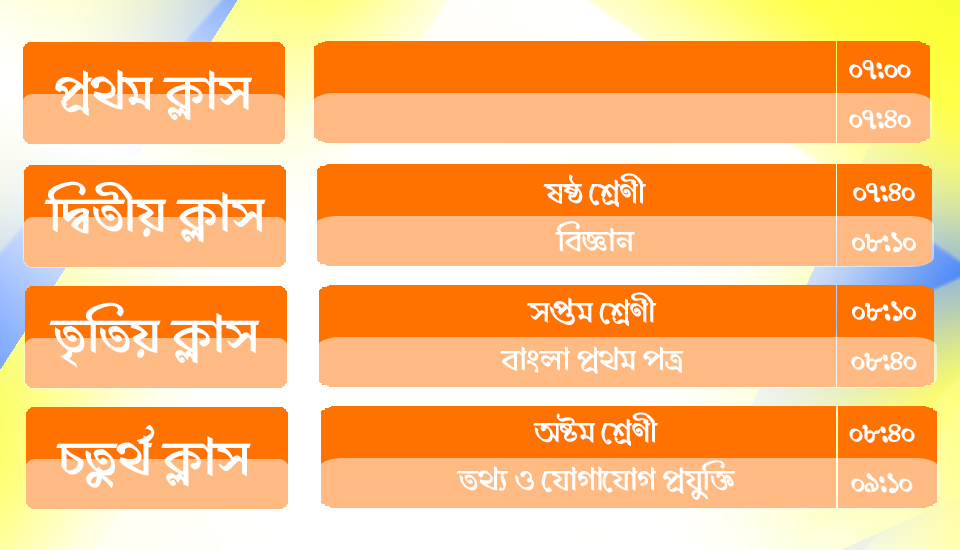 প্রথম ক্লাস
০৭:০০
০৭:৪০
দ্বিতীয় ক্লাস
ষষ্ঠ শ্রেণী
০৭:৪০
বিজ্ঞান
০৮:১০
তৃতিয় ক্লাস
সপ্তম শ্রেণী
০৮:১০
বাংলা প্রথম পত্র
০৮:৪০
চতুর্থ ক্লাস
অষ্টম শ্রেণী
০৮:৪০
তথ্য ও যোগাযোগ প্রযুক্তি
০৯:১০